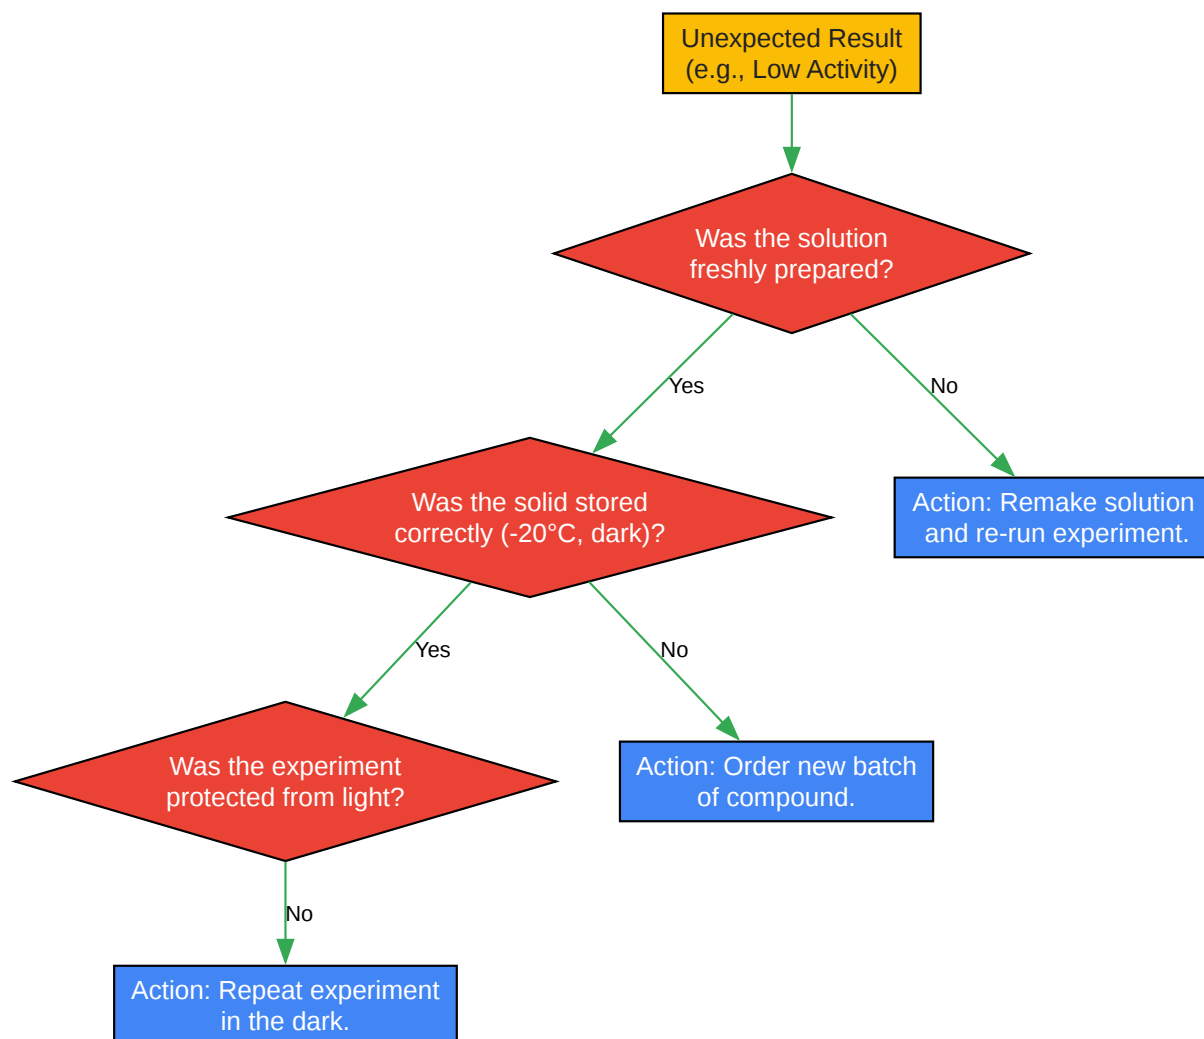 Unexpected Result
(e.g., Low Activity)
Was the solution
freshly prepared?
Yes
No
Was the solid stored
correctly (-20°C, dark)?
Action: Remake solution
and re-run experiment.
Yes
No
Was the experiment
protected from light?
Action: Order new batch
of compound.
No
Action: Repeat experiment
in the dark.